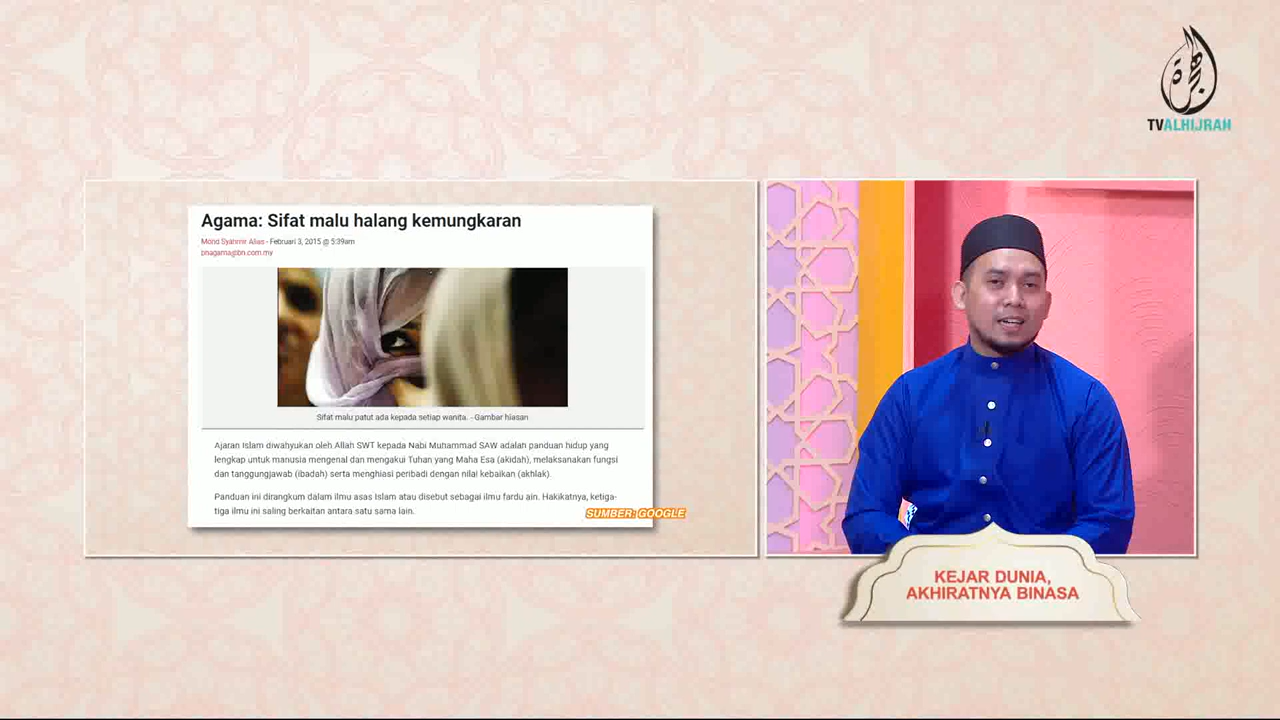 هجرة
TVALHIJRAH
Agama: Sifat malu halang kemungkaran
Mohd Syahmir Alias - Februari 3, 2015 @ 5:39am
bnagama@bh.com.my
Sifat malu patut ada kepada setiap wanita. - Gambar hiasan
Ajaran Islam diwahyukan oleh Allah SWT kepada Nabi Muhammad SAW adalah panduan hidup yang
lengkap untuk manusia mengenal dan mengakui Tuhan yang Maha Esa (akidah), melaksanakan fungsi
dan tanggungjawab (ibadah) serta menghiasi peribadi dengan nilai kebaikan (akhlak).
Panduan ini dirangkum dalam ilmu asas Islam atau disebut sebagai ilmu fardu ain. Hakikatnya, ketiga-
tiga ilmu ini saling berkaitan antara satu sama lain.
SUMBER: GOOGLE
KEJAR DUNIA,
AKHIRATNYA BINASA